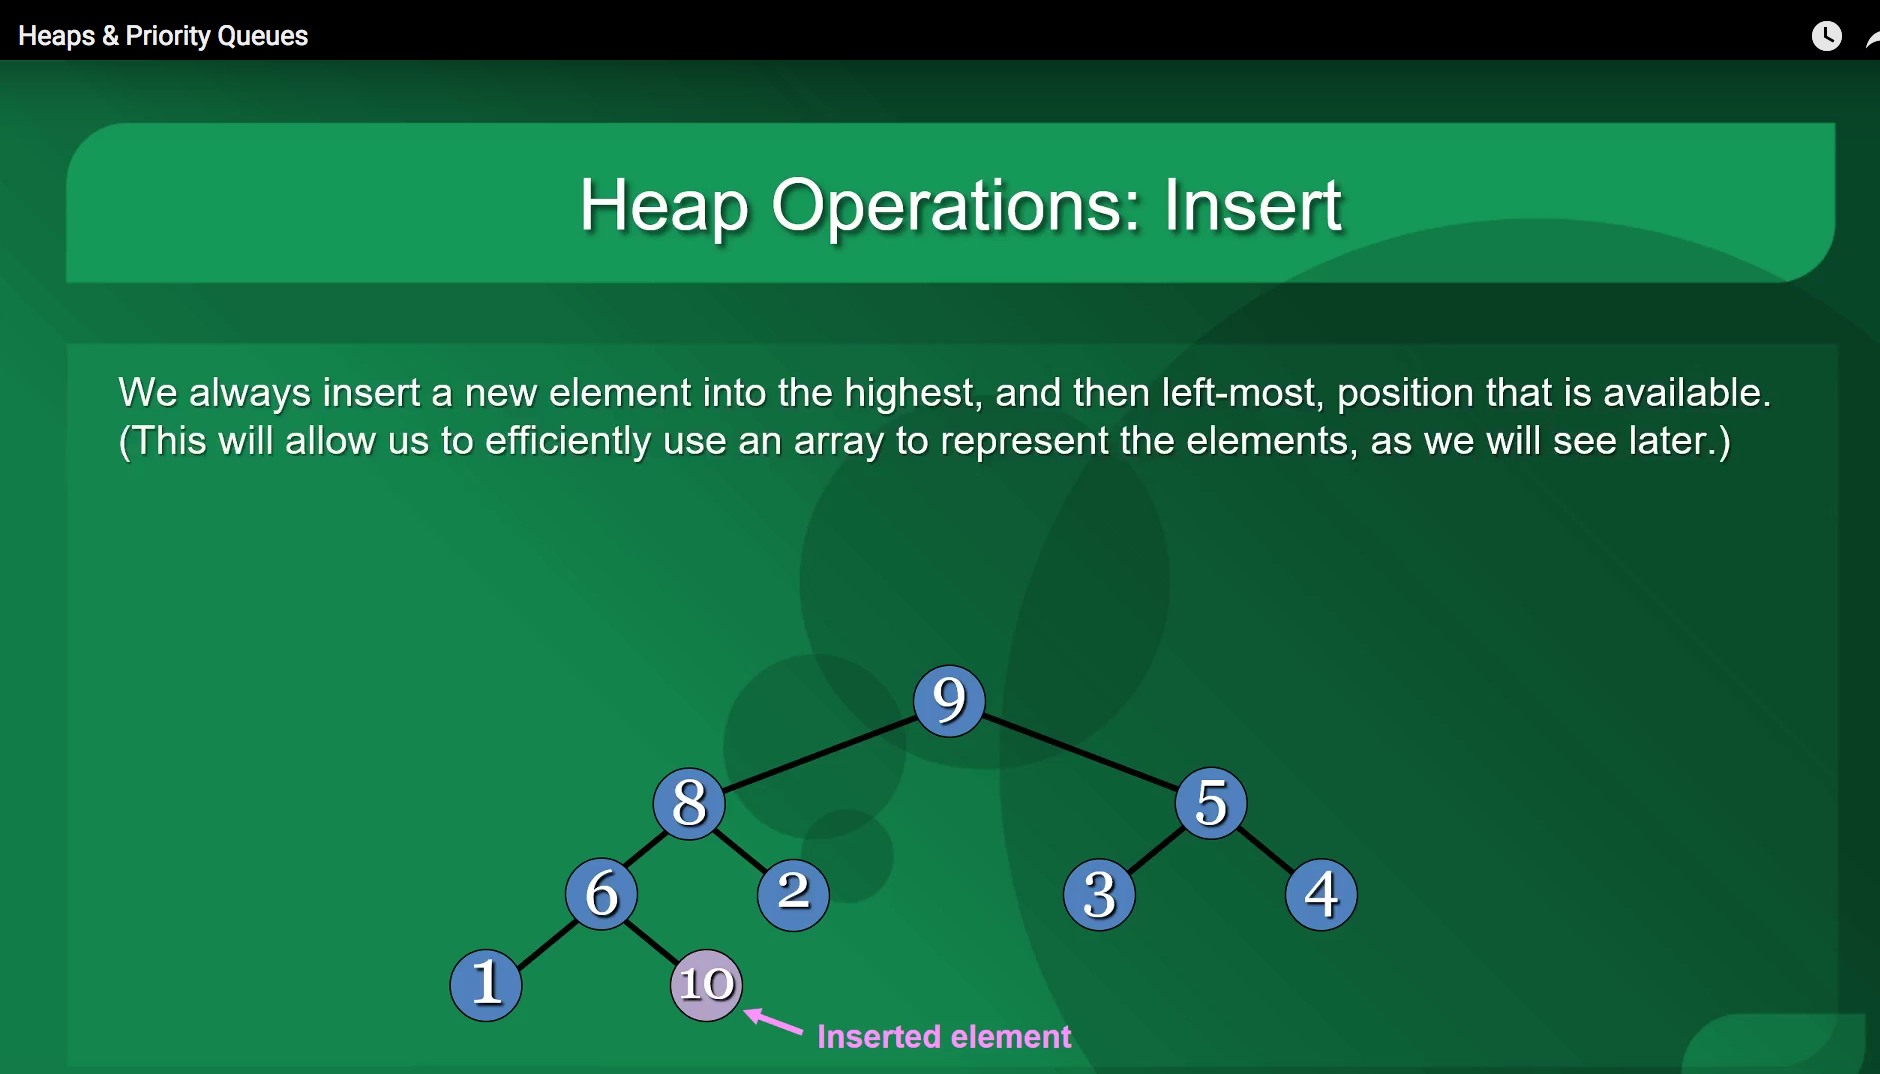 Heaps & Priority Queues
Heap Operations: Insert
We always insert a new element into the highest, and then left-most, position that is available.
(This will allow us to efficiently use an array to represent the elements, as we will see later.)
9
8 5
6 2 3 4
1 10
Inserted element